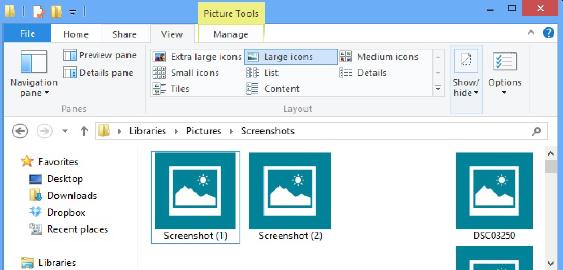 Picture Tools
File Home Share View Manage
Navigation pane
Preview pane
Details pane
Panes
Extra large icons Large icons Medium icons
Small icons List Details
Tiles Content
Layout
Show/hide
Options
Libraries Pictures Screenshots
Favorites
Desktop
Downloads
Dropbox
Recent places
Libraries
Screenshot (1) Screenshot (2) DSC03250